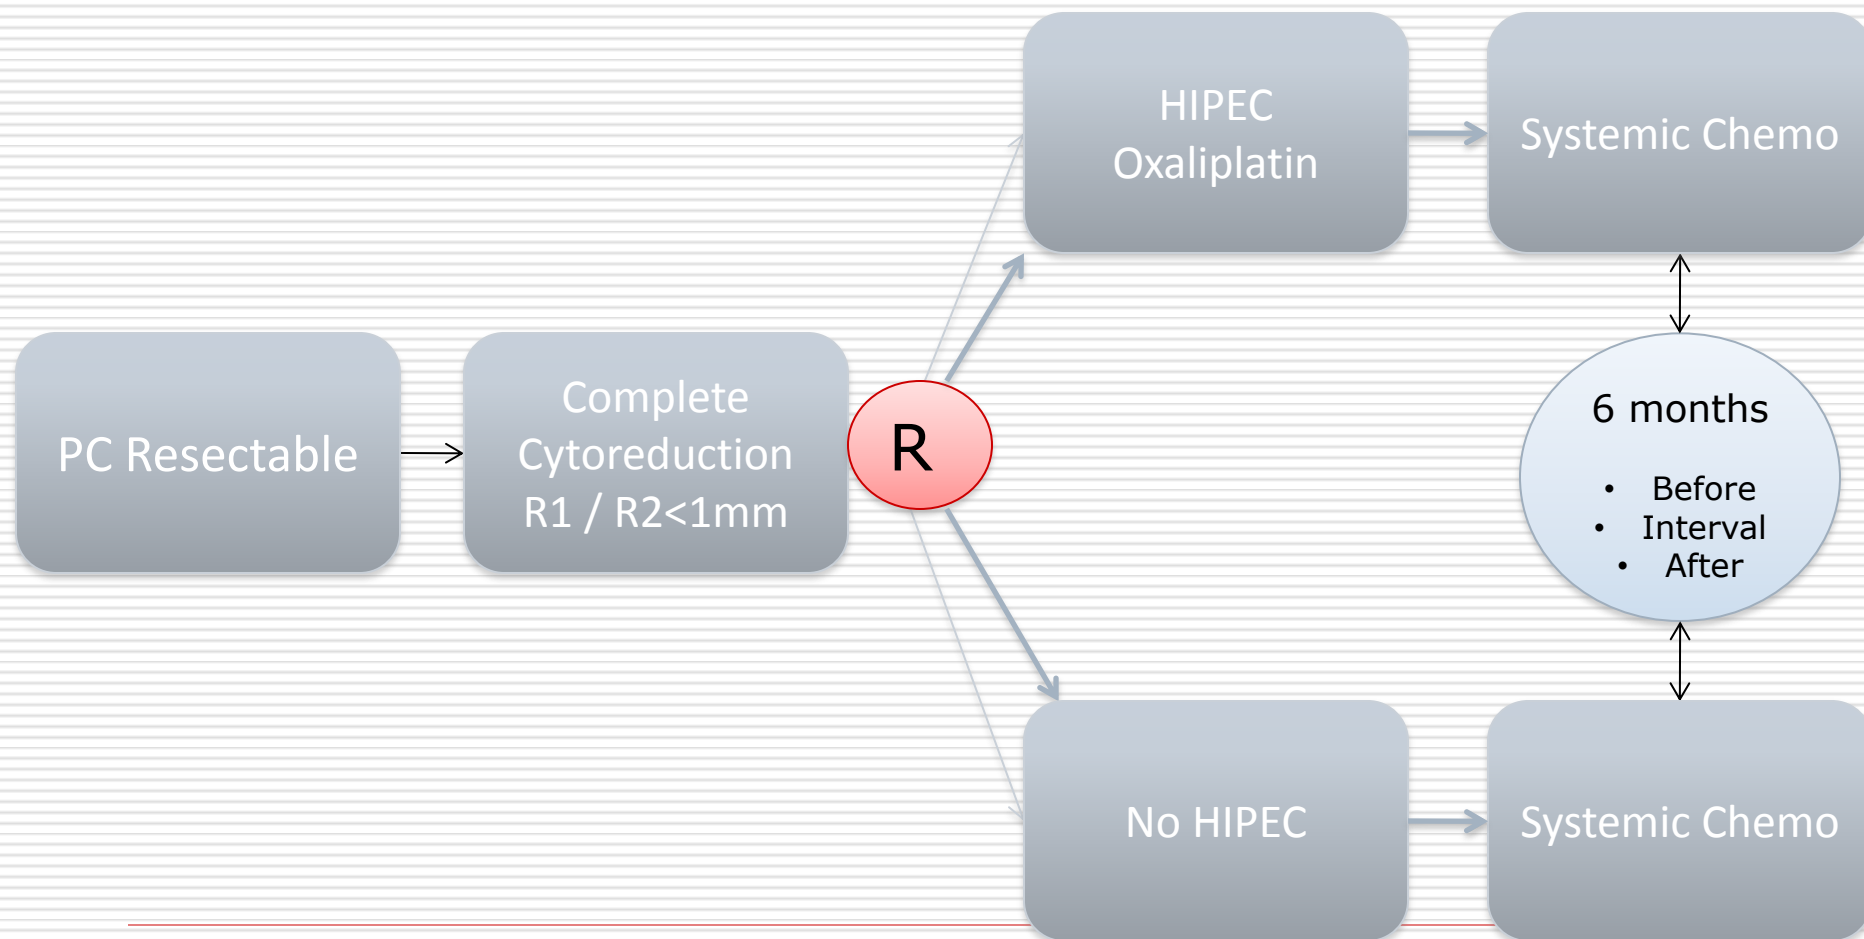 PC Resectable
Complete
Cytoreduction
R1 / R2<1mm
R
HIPEC
Oxaliplatin
Systemic Chemo
6 months
• Before
• Interval
• After
No HIPEC
Systemic Chemo